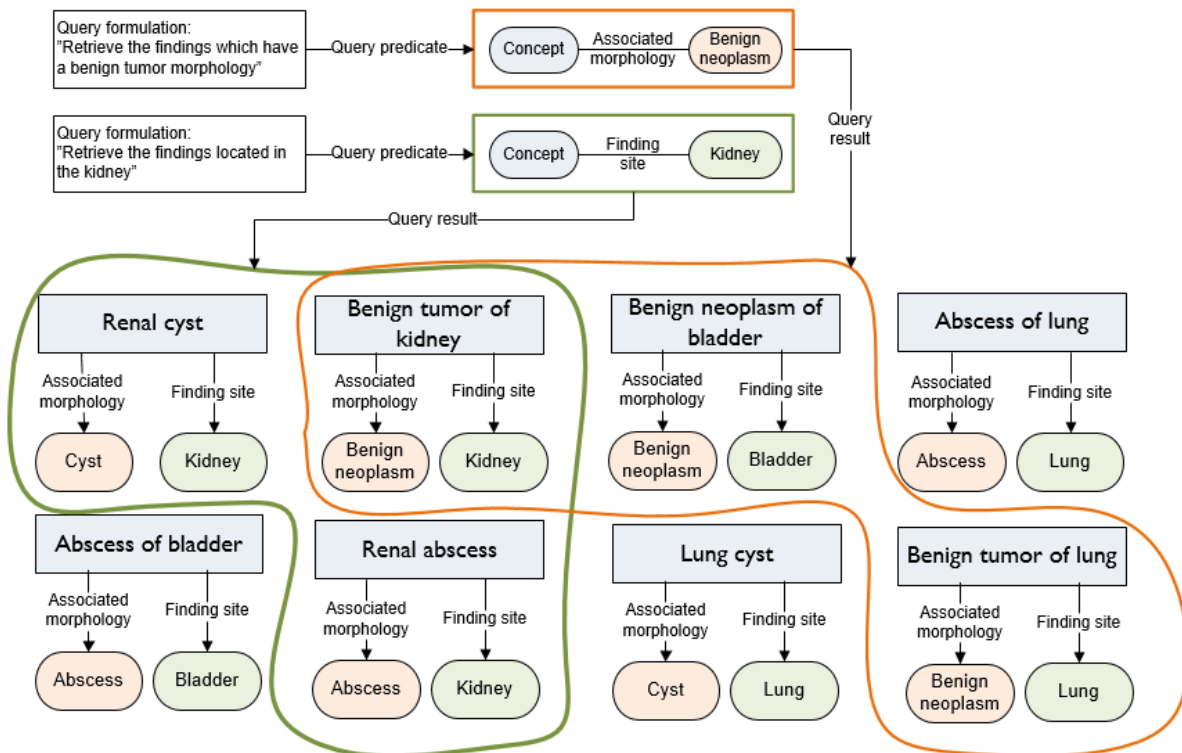 Query formulation:
"Retrieve the findings which have
a benign tumor morphology"
Query predicate
Concept
Associated
morphology
Benign
neoplasm
Query formulation:
"Retrieve the findings located in
the kidney"
Query predicate
Concept
Finding
site
Kidney
Query
result
Query result
Renal cyst
Associated
morphology
Finding site
Cyst
Kidney
Benign tumor of
kidney
Associated
morphology
Finding site
Benign
neoplasm
Kidney
Benign neoplasm of
bladder
Associated
morphology
Finding site
Benign
neoplasm
Bladder
Abscess of lung
Associated
morphology
Finding site
Abscess
Lung
Abscess of bladder
Associated
morphology
Finding site
Abscess
Bladder
Renal abscess
Associated
morphology
Finding site
Abscess
Kidney
Lung cyst
Associated
morphology
Finding site
Cyst
Lung
Benign tumor of lung
Associated
morphology
Finding site
Benign
neoplasm
Lung